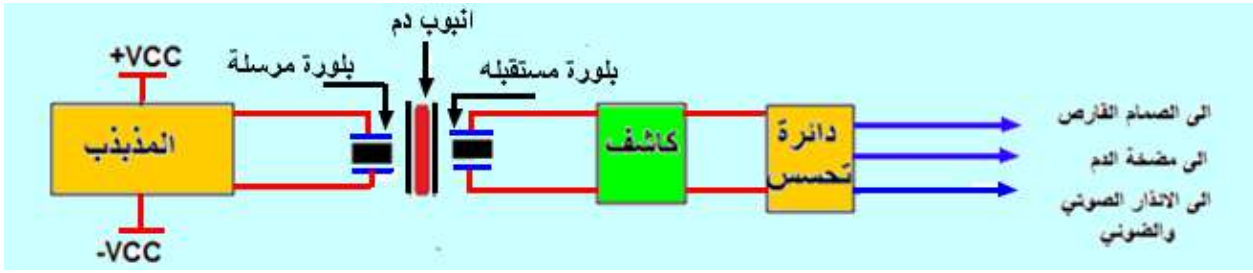 انبوب دم
+VCC
بلورة مرسلة
بلورة مستقبله
المذبذب
كاشف
دائرة
تحسس
الى الصمام القارص
الى مضخة الدم
الى الانذار الصوتي
والضوئي
-VCC